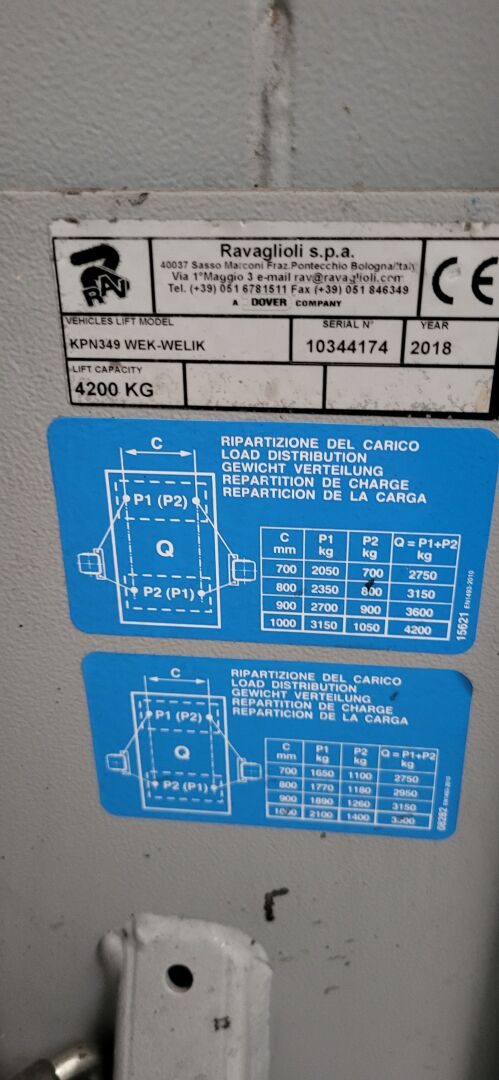 RAV
Ravaglioli s.p.a.
40037 Sasso Marconi Fraz.Pontecchio Bologna/Italy
Via 1°Maggio 3 e-mail rav@ravaglioli.com
Tel. (+39) 051 6781511 Fax (+39) 051 846349
A DOVER COMPANY
CE
VEHICLES LIFT MODEL
KPN349 WEK-WELIK
SERIAL N°
10344174
YEAR
2018
LIFT CAPACITY
4200 KG
RIPARTIZIONE DEL CARICO
LOAD DISTRIBUTION
GEWICHT VERTEILUNG
REPARTITION DE CHARGE
REPARTICION DE LA CARGA
C
P1 (P2)
Q
P2 (P1)
C mm P1 kg P2 kg Q = P1+P2 kg
700 2050 700 2750
800 2350 800 3150
900 2700 900 3600
1000 3150 1050 4200
15621 EN1493-2010
RIPARTIZIONE DEL CARICO
LOAD DISTRIBUTION
GEWICHT VERTEILUNG
REPARTITION DE CHARGE
REPARTICION DE LA CARGA
C
P1 (P2)
Q
P2 (P1)
C mm P1 kg P2 kg Q = P1+P2 kg
700 1650 1100 2750
800 1770 1180 2950
900 1890 1260 3150
1000 2100 1400
08282